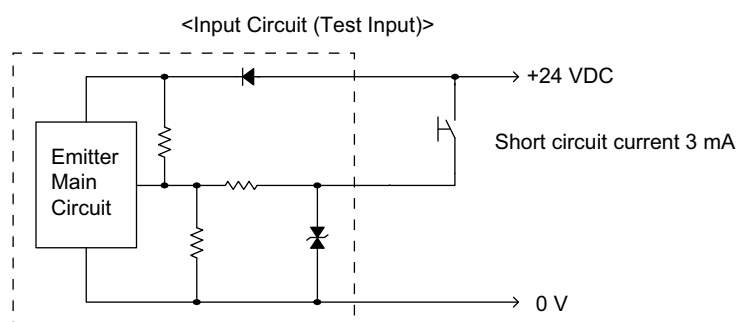 <Input Circuit (Test Input)>
+24 VDC
Short circuit current 3 mA
Emitter
Main
Circuit
0 V